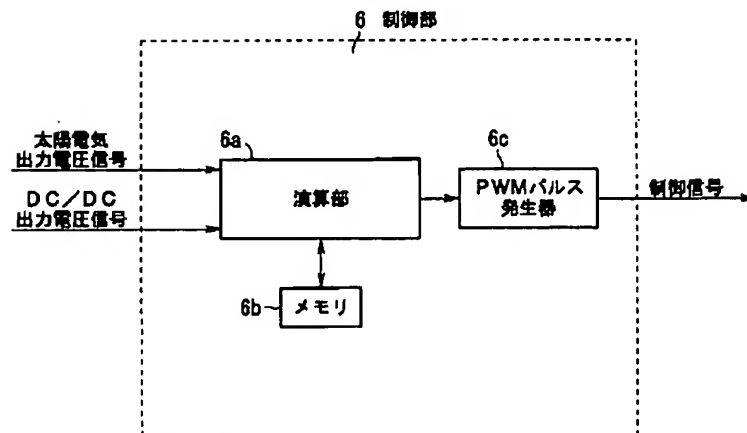 6 制御部
太陽電気
出力電圧信号
DC/DC
出力電圧信号
6a
演算部
6b
メモリ
6c
PWMパルス
発生器
制御信号